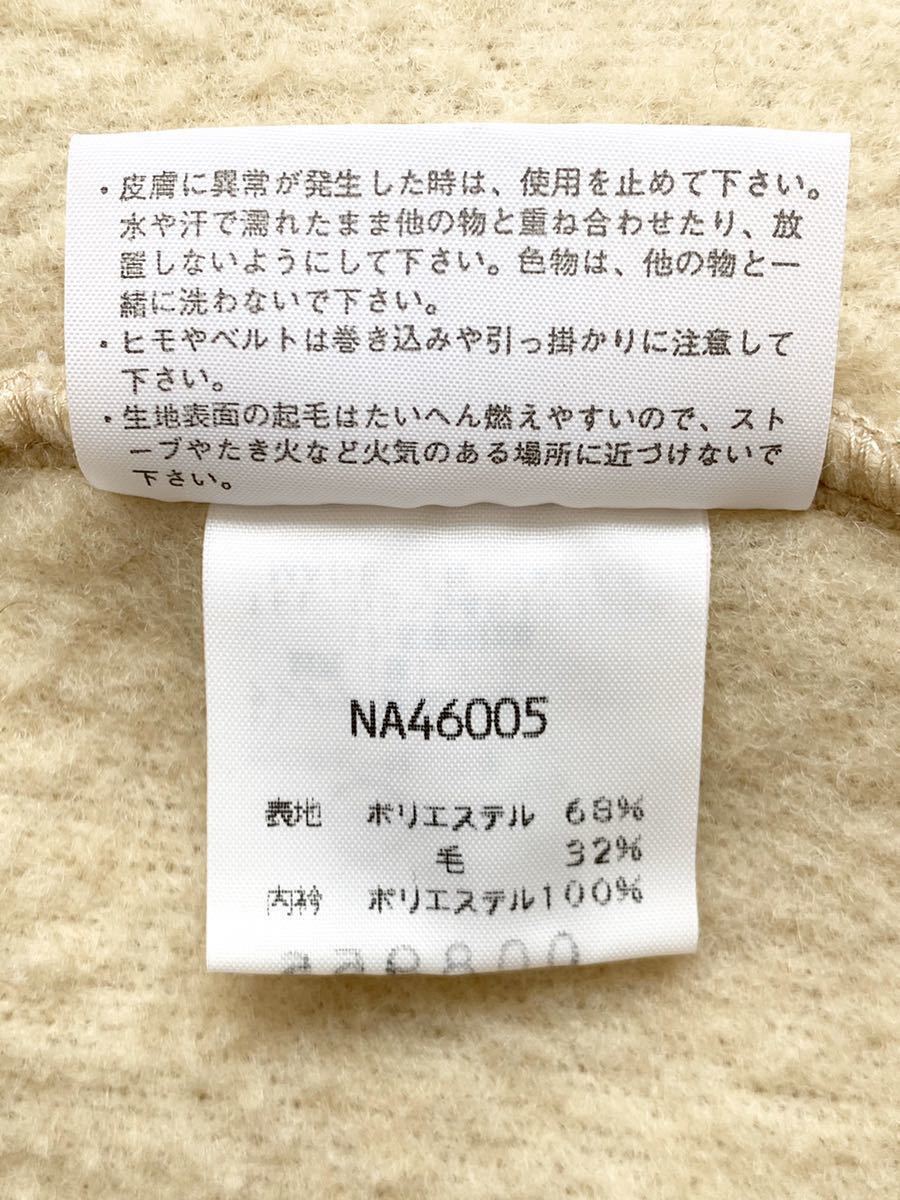 ・皮膚に異常が発生した時は、使用を止めて下さい。
水や汗で濡れたまま他の物と重ね合わせたり、放
置しないようにして下さい。色物は、他の物と一
緒に洗わないで下さい。
・ヒモやベルトは巻き込みや引っ掛かりに注意して
下さい。
・生地表面の起毛はたいへん燃えやすいので、スト
ーブやたき火など火気のある場所に近づけないで
下さい。
NA46005
表地 ポリエステル 68%
毛 32%
内衿 ポリエステル100%